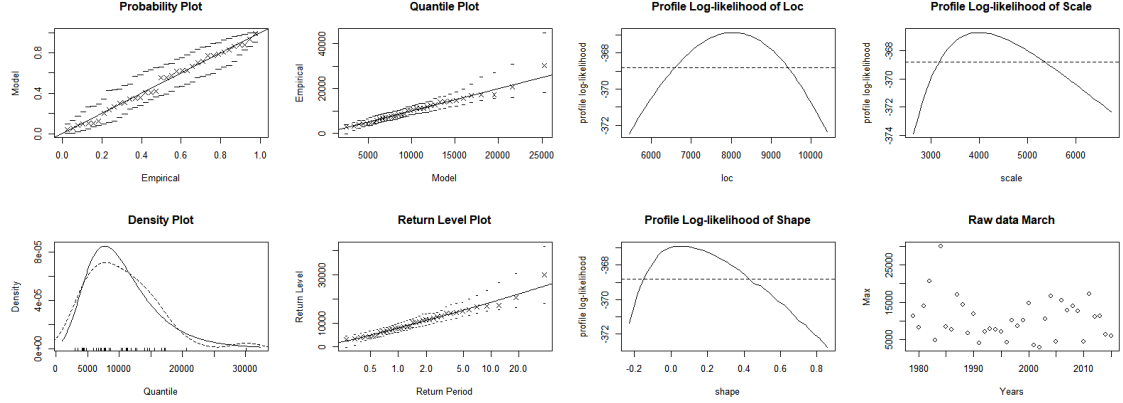 Probability Plot
Model
0.0 0.4 0.8
0.0 0.2 0.4 0.6 0.8 1.0
Empirical
Quantile Plot
Empirical
0 20000 40000
5000 10000 15000 20000 25000
Model
Profile Log-likelihood of Loc
profile log-likelihood
-372 -370 -368
6000 7000 8000 9000 10000
loc
Profile Log-likelihood of Scale
profile log-likelihood
-374 -372 -370 -368
3000 4000 5000 6000
scale
Density Plot
Density
0e+00 4e-05 8e-05
0 5000 10000 20000 30000
Quantile
Return Level Plot
Return Level
0 10000 30000
0.5 1.0 2.0 5.0 10.0 20.0
Return Period
Profile Log-likelihood of Shape
profile log-likelihood
-372 -370 -368
-0.2 0.0 0.2 0.4 0.6 0.8
shape
Raw data March
Max
5000 15000 25000
1980 1990 2000 2010
Years